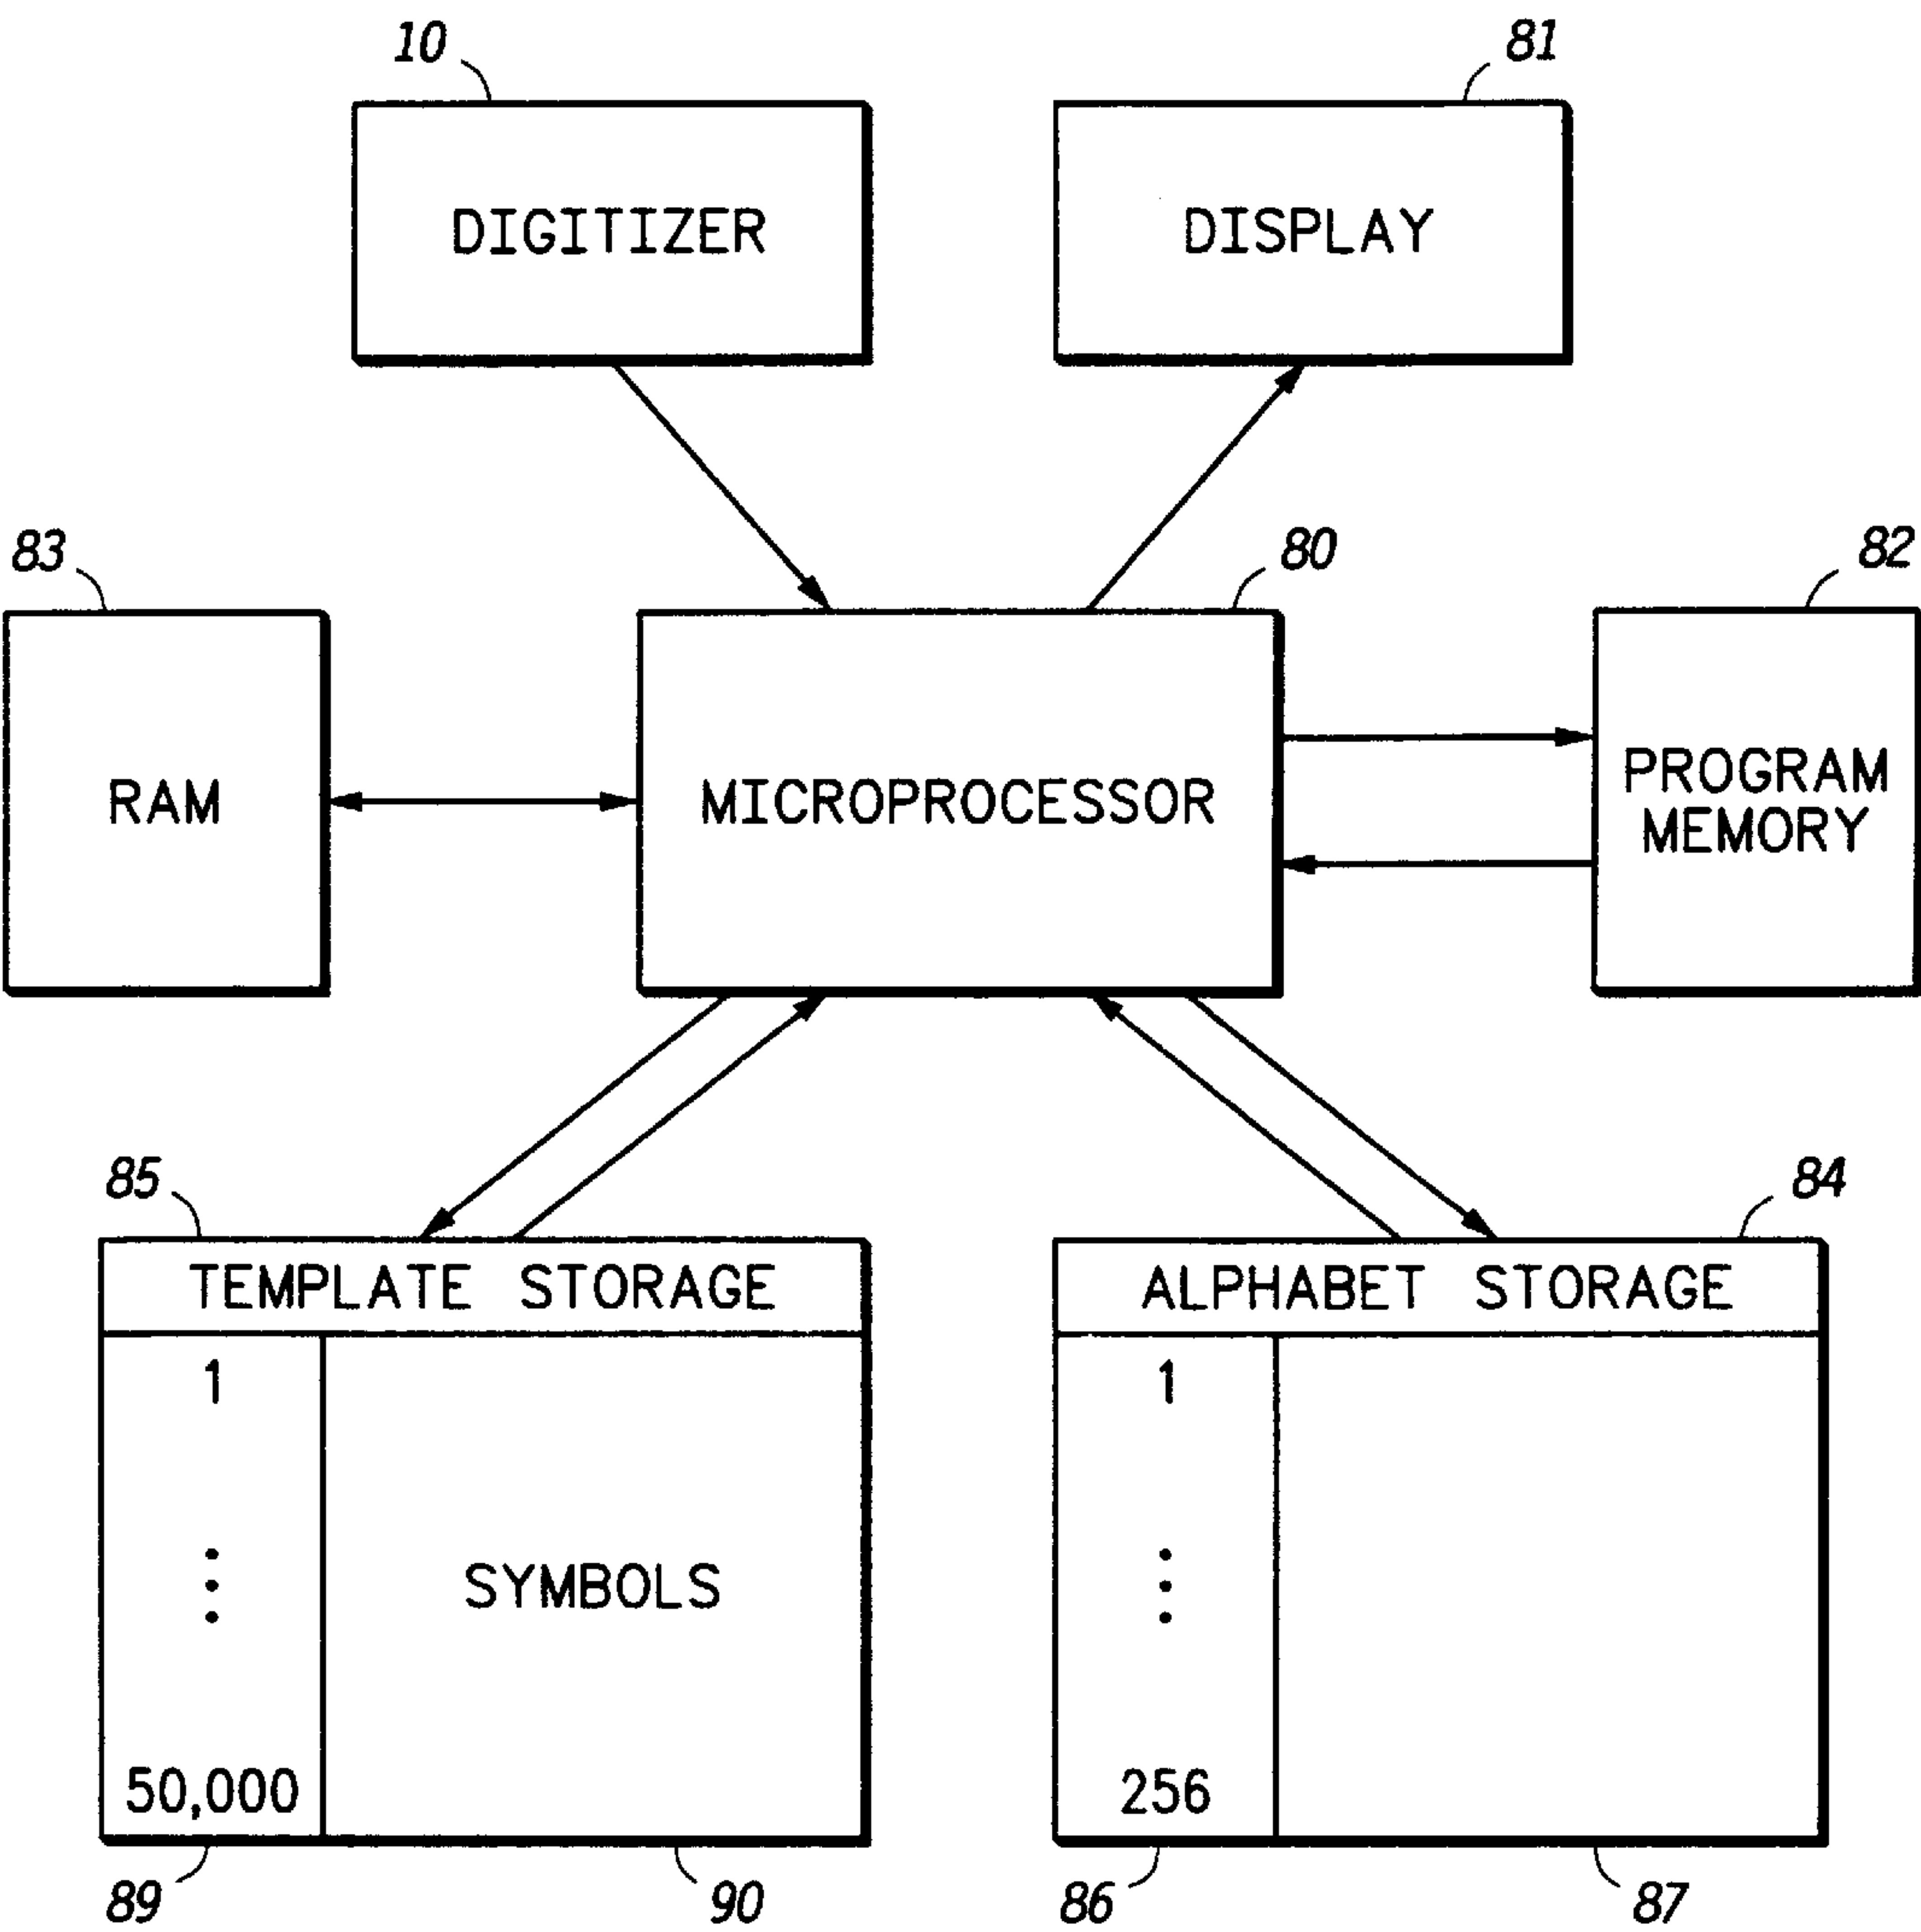 10
81
DIGITIZER
DISPLAY
83
80
82
RAM
MICROPROCESSOR
PROGRAM
MEMORY
85
84
TEMPLATE STORAGE
ALPHABET STORAGE
1
1
SYMBOLS
50,000
256
89
90
86
87